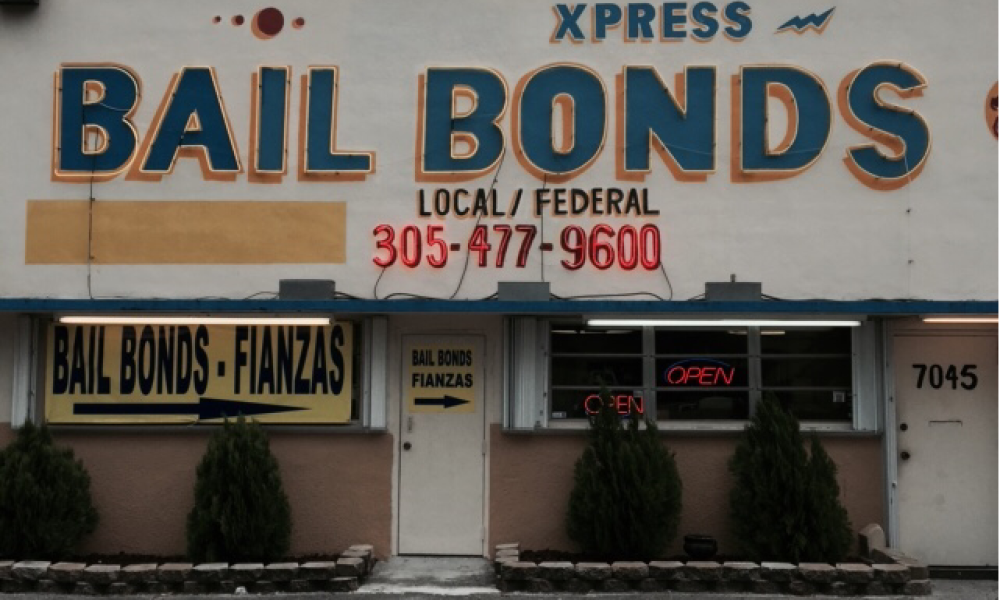 XPRESS
BAIL BONDS
LOCAL/ FEDERAL
305-477-9600
BAIL BONDS - FIANZAS
BAIL BONDS
FIANZAS
OPEN
OPEN
7045